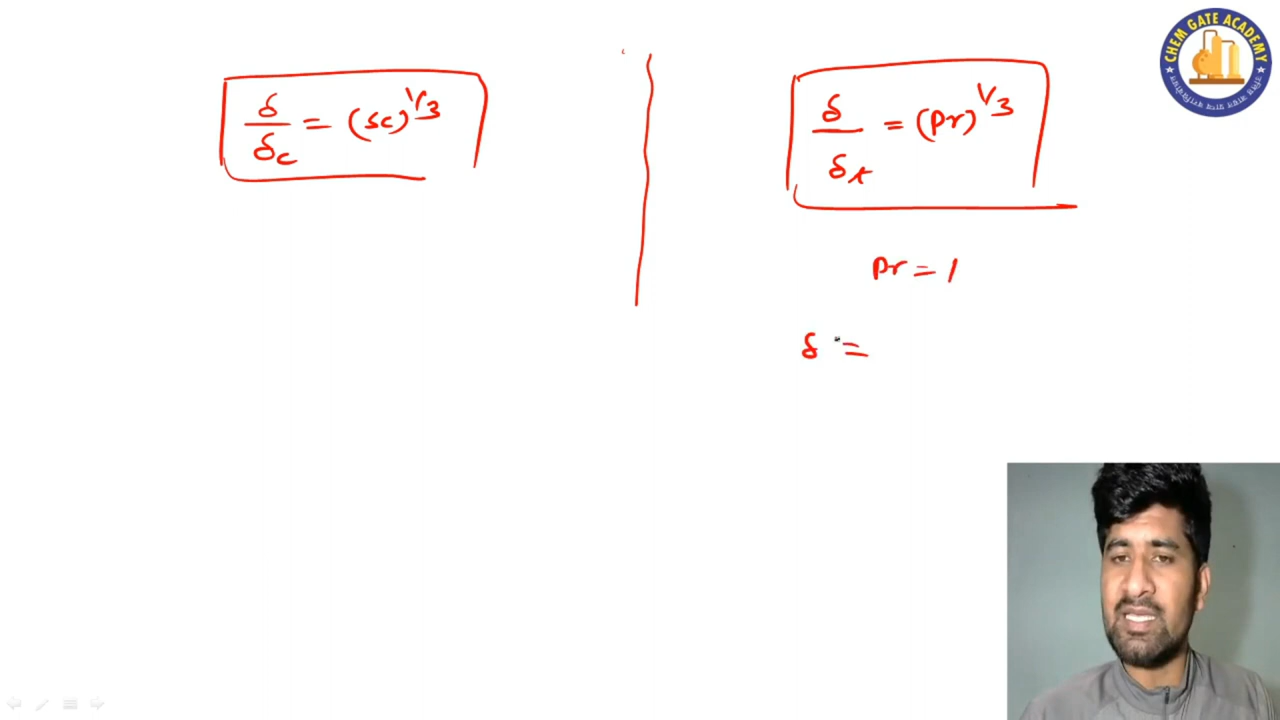 δ/δc = (Sc)^1/3
δ/δt = (Pr)^1/3
Pr = 1
δ =
CHEM GATE ACADEMY